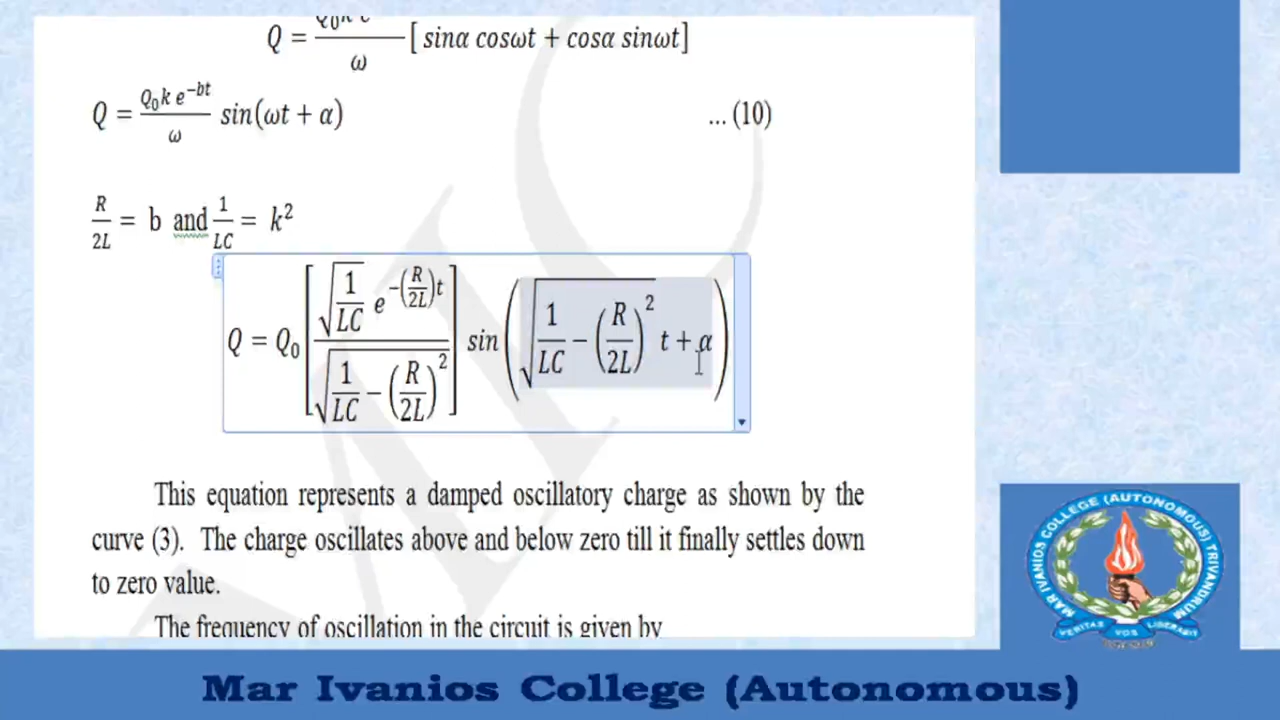 Q = Q₀k e / ω [ sinα cosωt + cosα sinωt]
Q = Q₀k e^(−bt) / ω sin(ωt + α) ... (10)
R/2L = b and 1/LC = k²
Q = Q₀ [ √(1/LC) e^(−(R/2L)t) / √(1/LC − (R/2L)²) ] sin( √(1/LC − (R/2L)²) t + α )
This equation represents a damped oscillatory charge as shown by the
curve (3). The charge oscillates above and below zero till it finally settles down
to zero value.
The frequency of oscillation in the circuit is given by
MAR IVANIOS COLLEGE (AUTONOMOUS) TRIVANDRUM
VERITAS VOS LIBERABIT
Mar Ivanios College (Autonomous)